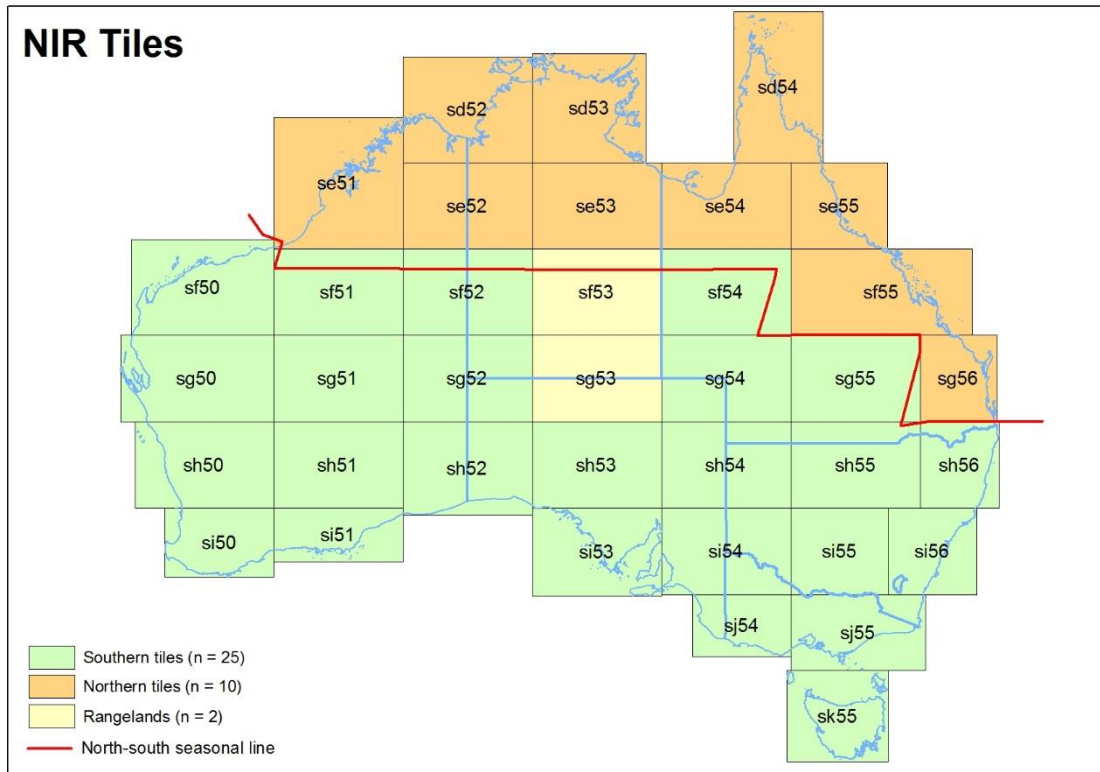 NIR Tiles
sd54
sd52
sd53
se51
se52
se53
se54
se55
sf50
sf51
sf52
sf53
sf54
sf55
sg50
sg51
sg52
sg53
sg54
sg55
sg56
sh50
sh51
sh52
sh53
sh54
sh55
sh56
si50
si51
si53
si54
si55
si56
sj54
sj55
sk55
Southern tiles (n = 25)
Northern tiles (n = 10)
Rangelands (n = 2)
North-south seasonal line